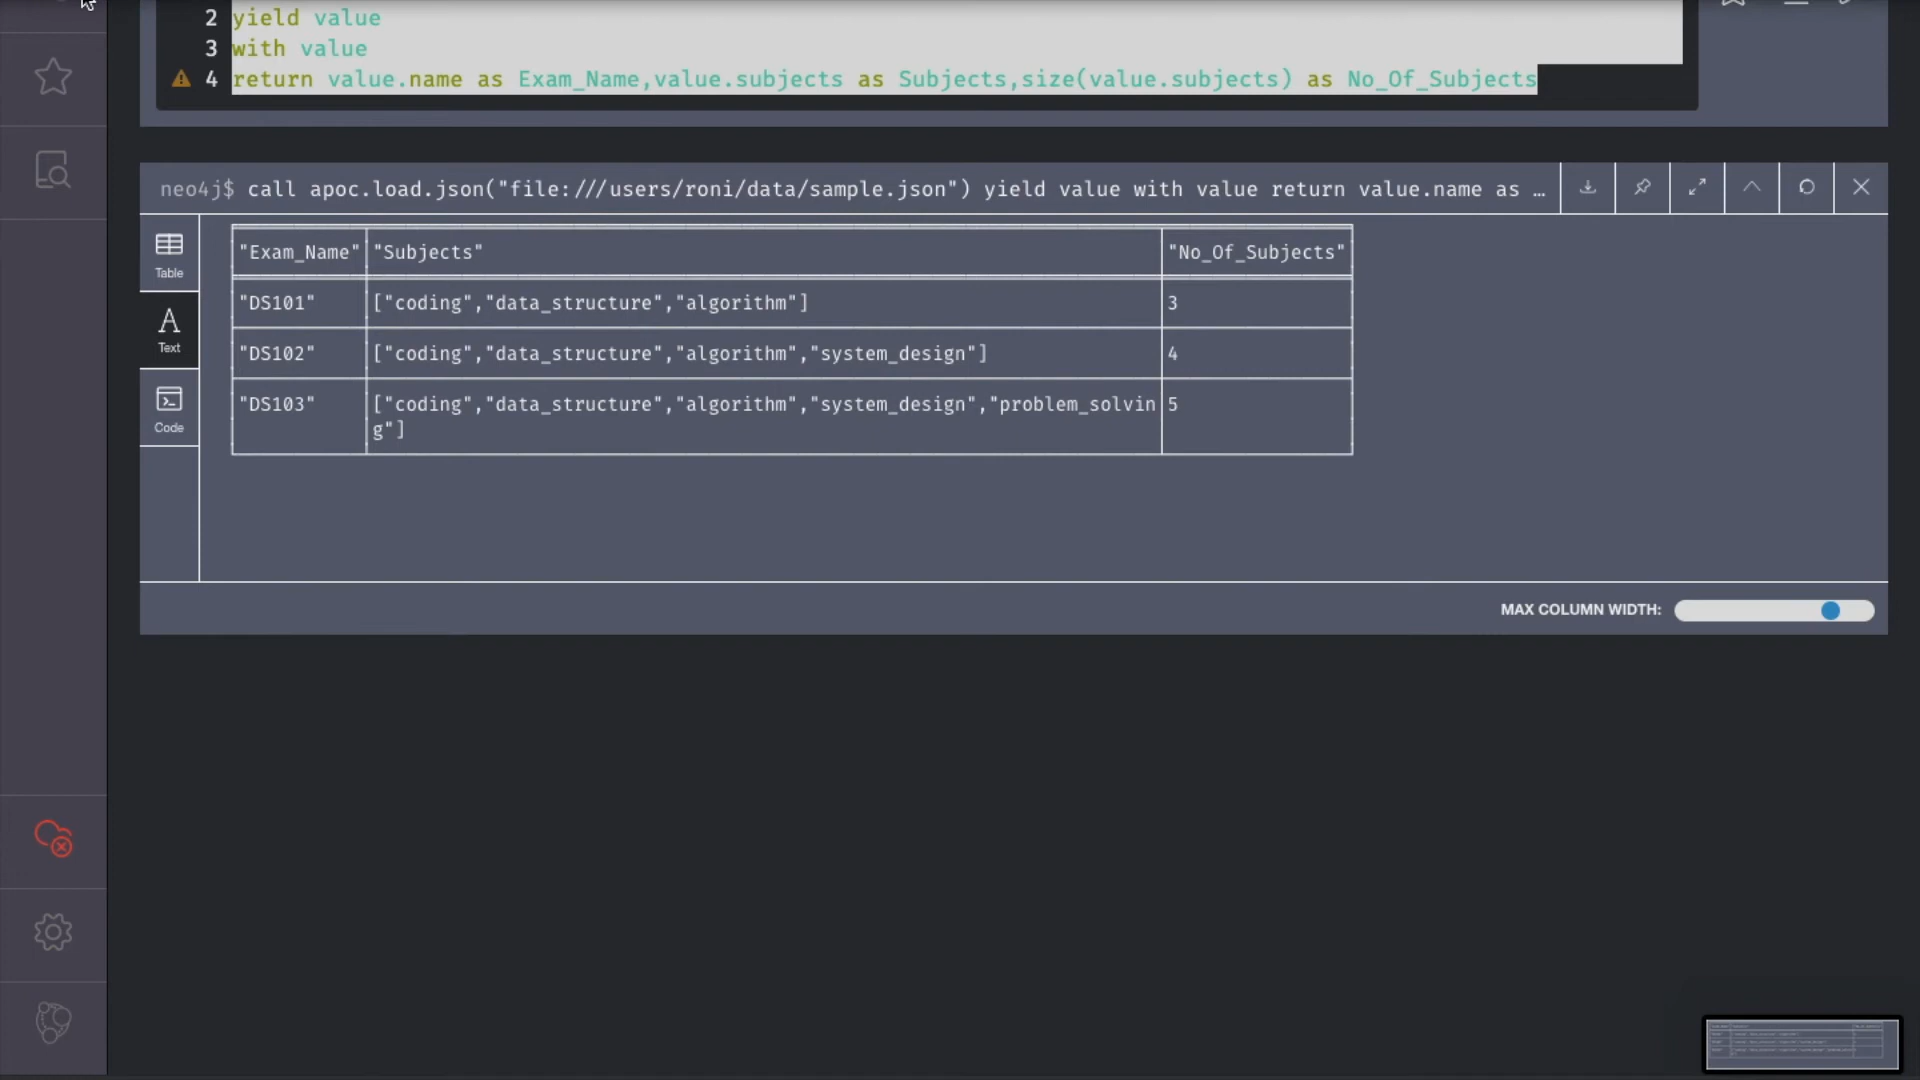 2 yield value
3 with value
4 return value.name as Exam_Name,value.subjects as Subjects,size(value.subjects) as No_Of_Subjects
neo4j$ call apoc.load.json("file:///users/roni/data/sample.json") yield value with value return value.name as …
Table
Text
Code
"Exam_Name" "Subjects" "No_Of_Subjects"
"DS101" ["coding","data_structure","algorithm"] 3
"DS102" ["coding","data_structure","algorithm","system_design"] 4
"DS103" ["coding","data_structure","algorithm","system_design","problem_solvin 5
g"]
MAX COLUMN WIDTH: